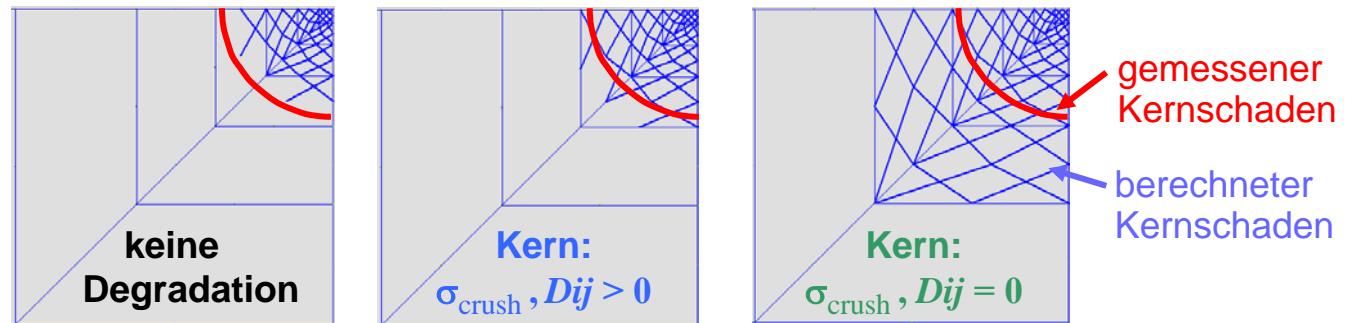 keine
Degradation
Kern:
σcrush , Dij > 0
Kern:
σcrush , Dij = 0
gemessener
Kernschaden
berechneter
Kernschaden